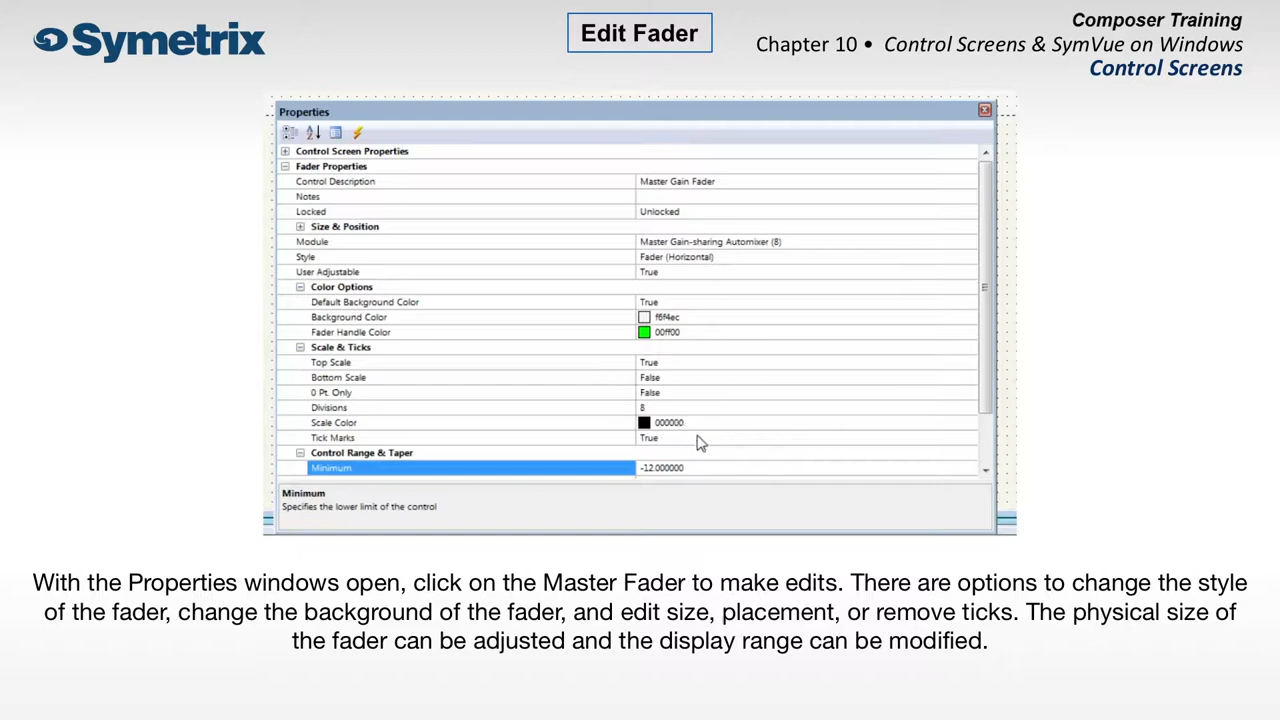 Symetrix
Edit Fader
Composer Training
Chapter 10 • Control Screens & SymVue on Windows
Control Screens
Properties
Control Screen Properties
Fader Properties
Control Description Master Gain Fader
Notes
Locked Unlocked
Size & Position
Module Master Gain-sharing Automixer (8)
Style Fader (Horizontal)
User Adjustable True
Color Options
Default Background Color True
Background Color f6f4ec
Fader Handle Color 00ff00
Scale & Ticks
Top Scale True
Bottom Scale False
0 Pt. Only False
Divisions 8
Scale Color 000000
Tick Marks True
Control Range & Taper
Minimum -12.000000
Minimum
Specifies the lower limit of the control
With the Properties windows open, click on the Master Fader to make edits. There are options to change the style
of the fader, change the background of the fader, and edit size, placement, or remove ticks. The physical size of
the fader can be adjusted and the display range can be modified.